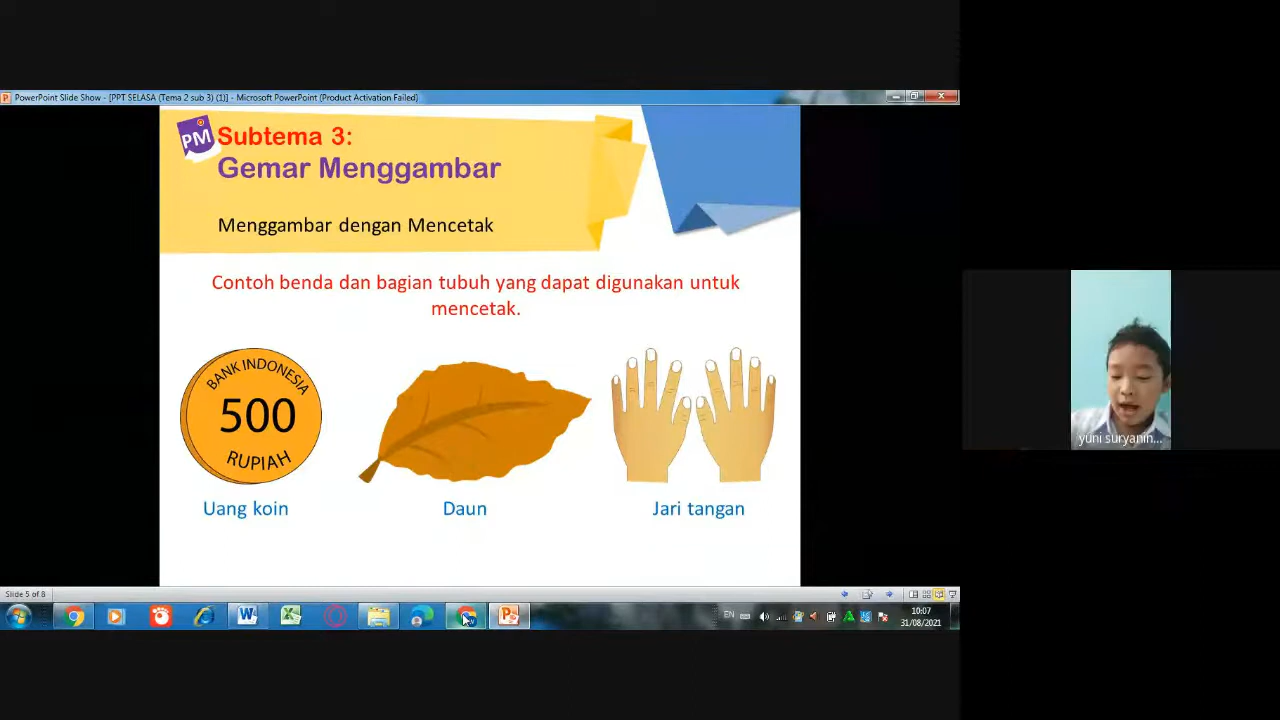 PowerPoint Slide Show - [PPT SELASA (Tema 2 sub 3) (1)] - Microsoft PowerPoint (Product Activation Failed)
PM
Subtema 3:
Gemar Menggambar
Menggambar dengan Mencetak
Contoh benda dan bagian tubuh yang dapat digunakan untuk
mencetak.
BANK INDONESIA
500
RUPIAH
Uang koin
Daun
Jari tangan
yuni suryanin...
Slide 5 of 8
EN
10:07
31/08/2021